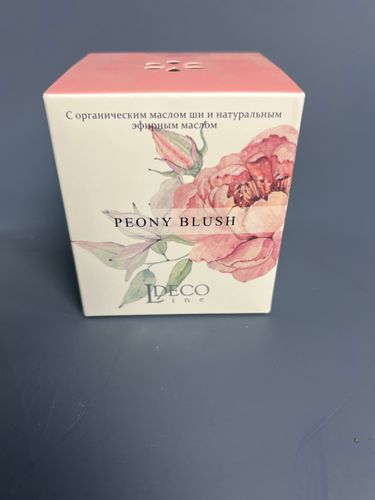 С органическим маслом ши и натуральным
эфирным маслом
PEONY BLUSH
DECO
Line